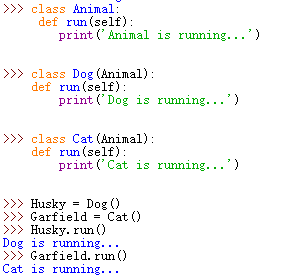 >>> class Animal:
     def run(self):
        print('Animal is running...')
>>> class Dog(Animal):
    def run(self):
        print('Dog is running...')
>>> class Cat(Animal):
    def run(self):
        print('Cat is running...')
>>> Husky = Dog()
>>> Garfield = Cat()
>>> Husky.run()
Dog is running...
>>> Garfield.run()
Cat is running...